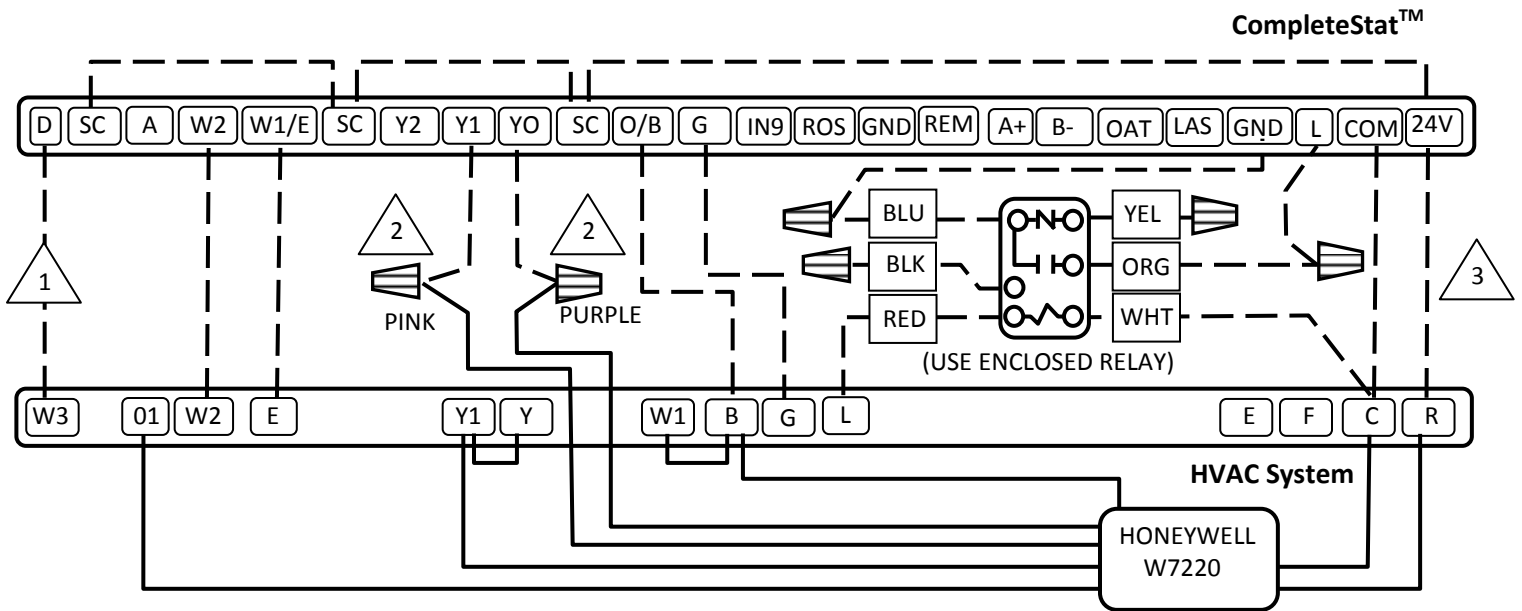 CompleteStat™
D SC A W2 W1/E SC Y2 Y1 YO SC O/B G IN9 ROS GND REM A+ B- OAT LAS GND L COM 24V
BLU YEL
2 2
BLK ORG
1 3
PINK PURPLE RED WHT
(USE ENCLOSED RELAY)
W3 01 W2 E Y1 Y W1 B G L E F C R
HVAC System
HONEYWELL
W7220